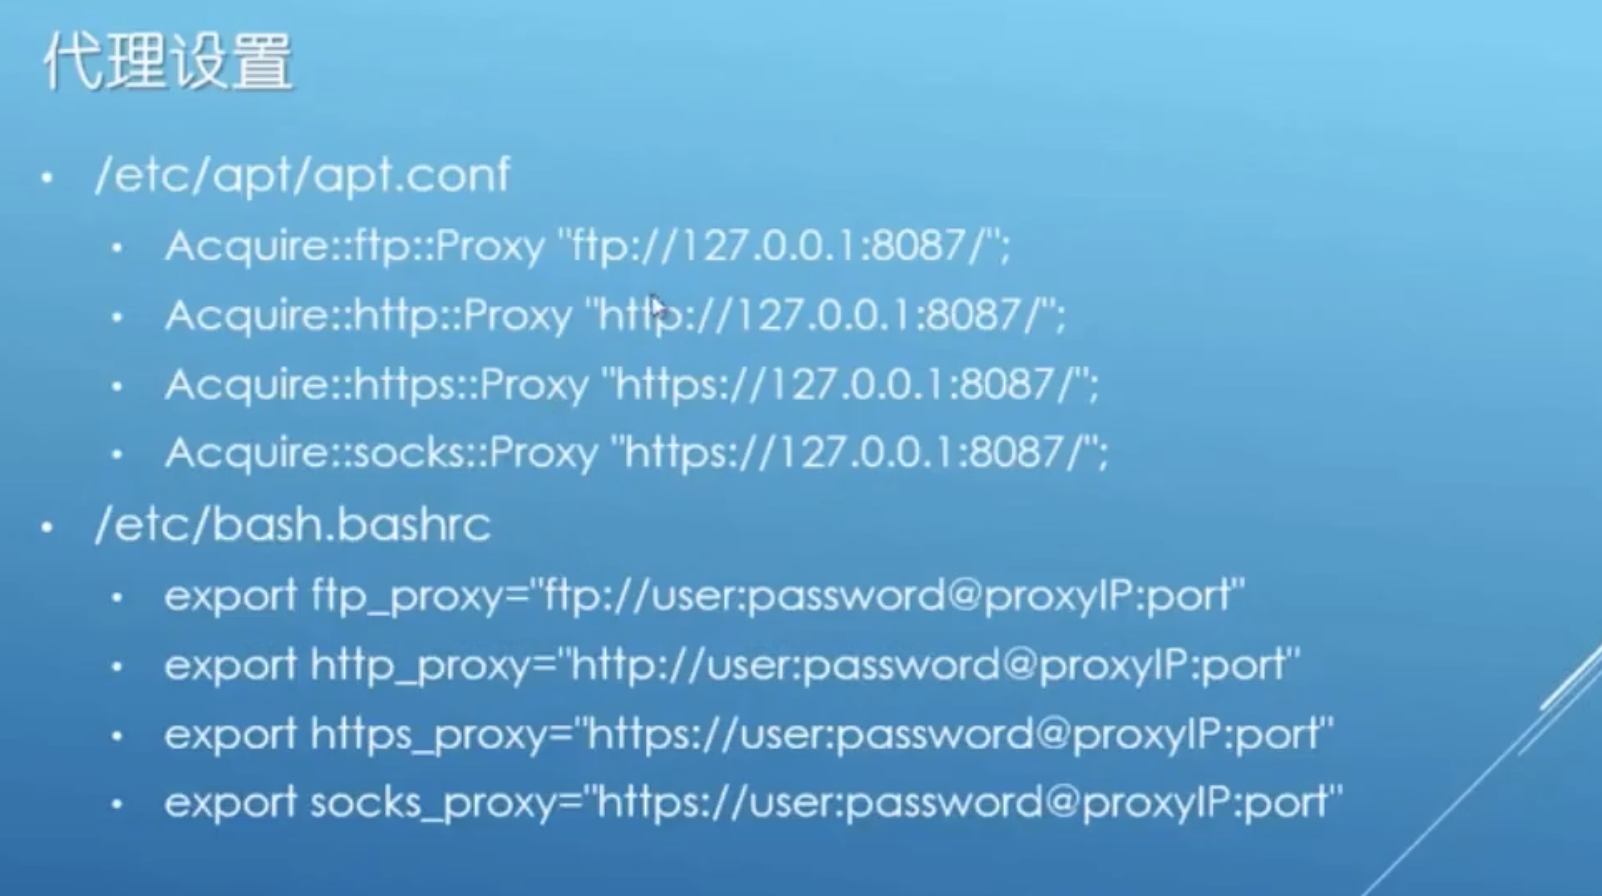 代理设置
• /etc/apt/apt.conf
• Acquire::ftp::Proxy "ftp://127.0.0.1:8087/";
• Acquire::http::Proxy "http://127.0.0.1:8087/";
• Acquire::https::Proxy "https://127.0.0.1:8087/";
• Acquire::socks::Proxy "https://127.0.0.1:8087/";
• /etc/bash.bashrc
• export ftp_proxy="ftp://user:password@proxyIP:port"
• export http_proxy="http://user:password@proxyIP:port"
• export https_proxy="https://user:password@proxyIP:port"
• export socks_proxy="https://user:password@proxyIP:port"